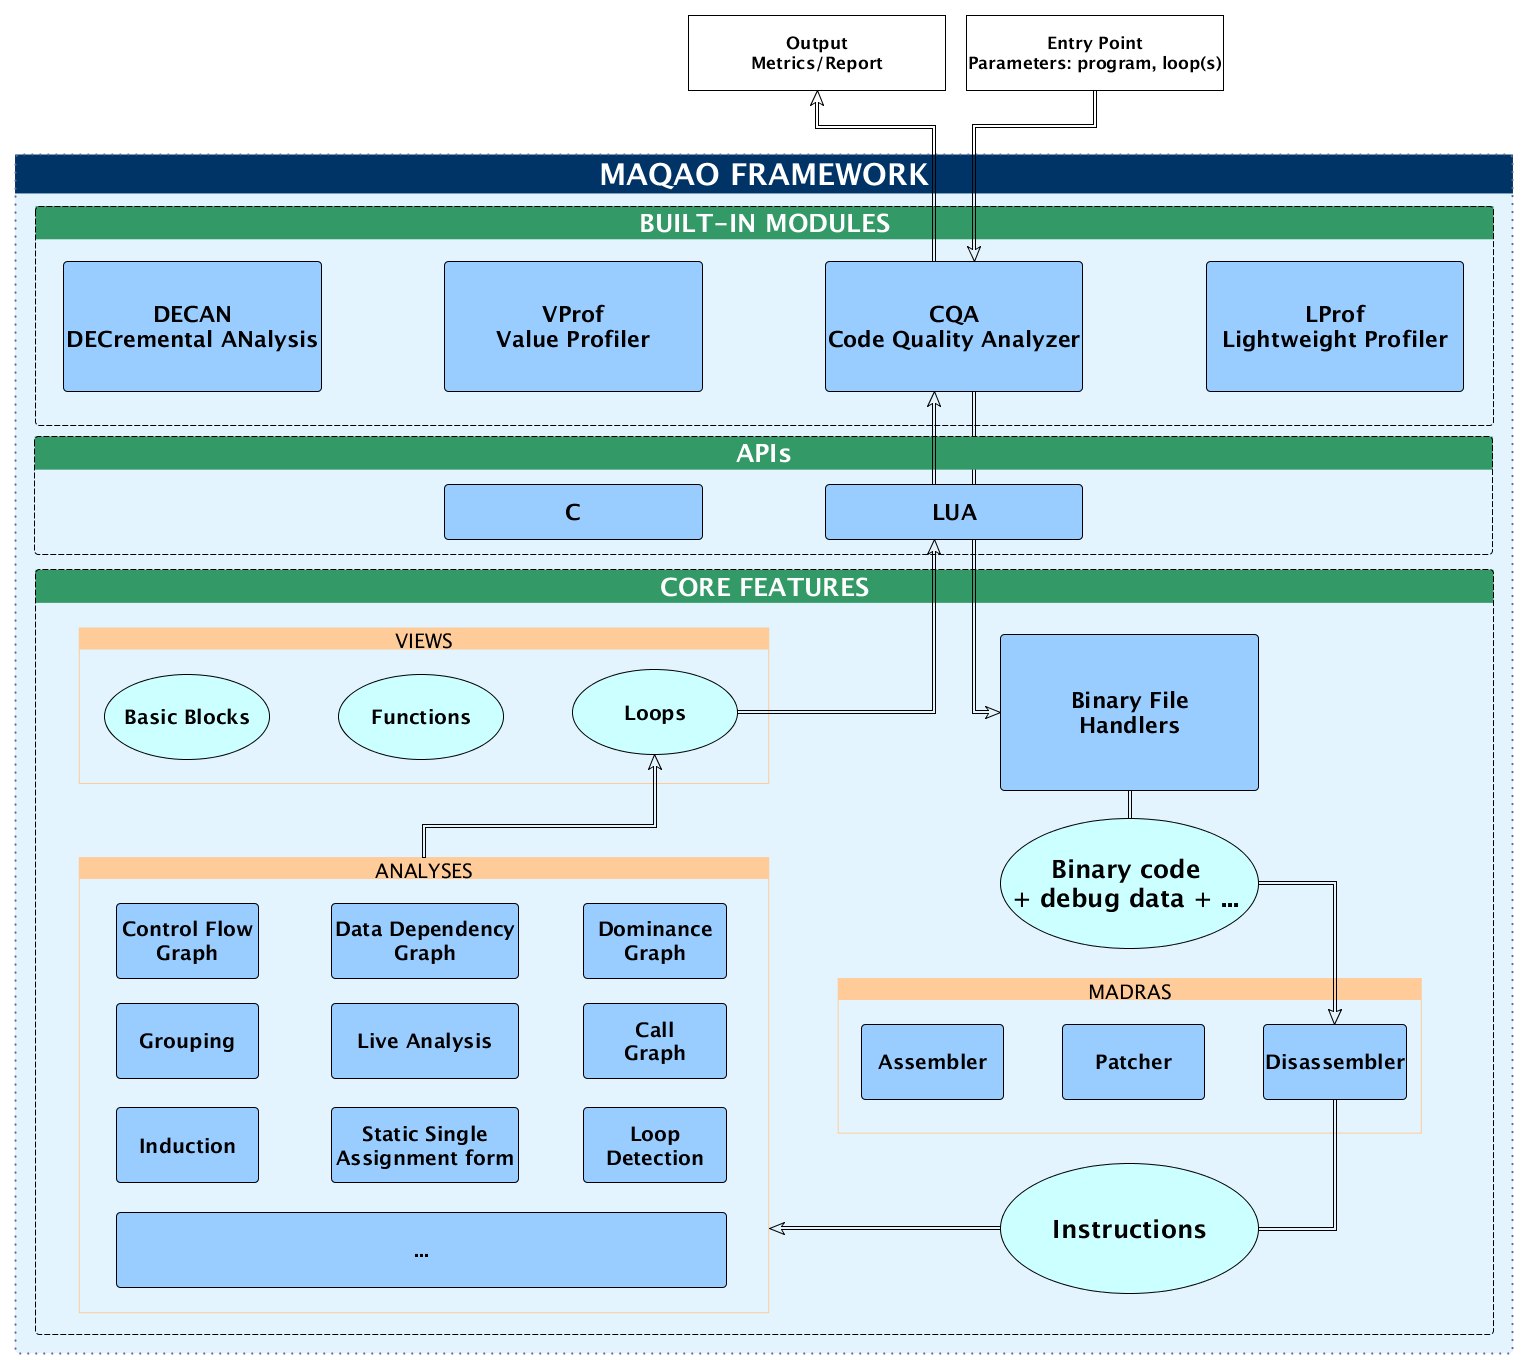 Output
Metrics/Report
Entry Point
Parameters: program, loop(s)
MAQAO FRAMEWORK
BUILT-IN MODULES
DECAN
DECremental ANalysis
VProf
Value Profiler
CQA
Code Quality Analyzer
LProf
Lightweight Profiler
APIs
C
LUA
CORE FEATURES
VIEWS
Basic Blocks
Functions
Loops
Binary File
Handlers
Binary code
+ debug data + ...
ANALYSES
Control Flow
Graph
Data Dependency
Graph
Dominance
Graph
Grouping
Live Analysis
Call
Graph
Induction
Static Single
Assignment form
Loop
Detection
...
MADRAS
Assembler
Patcher
Disassembler
Instructions